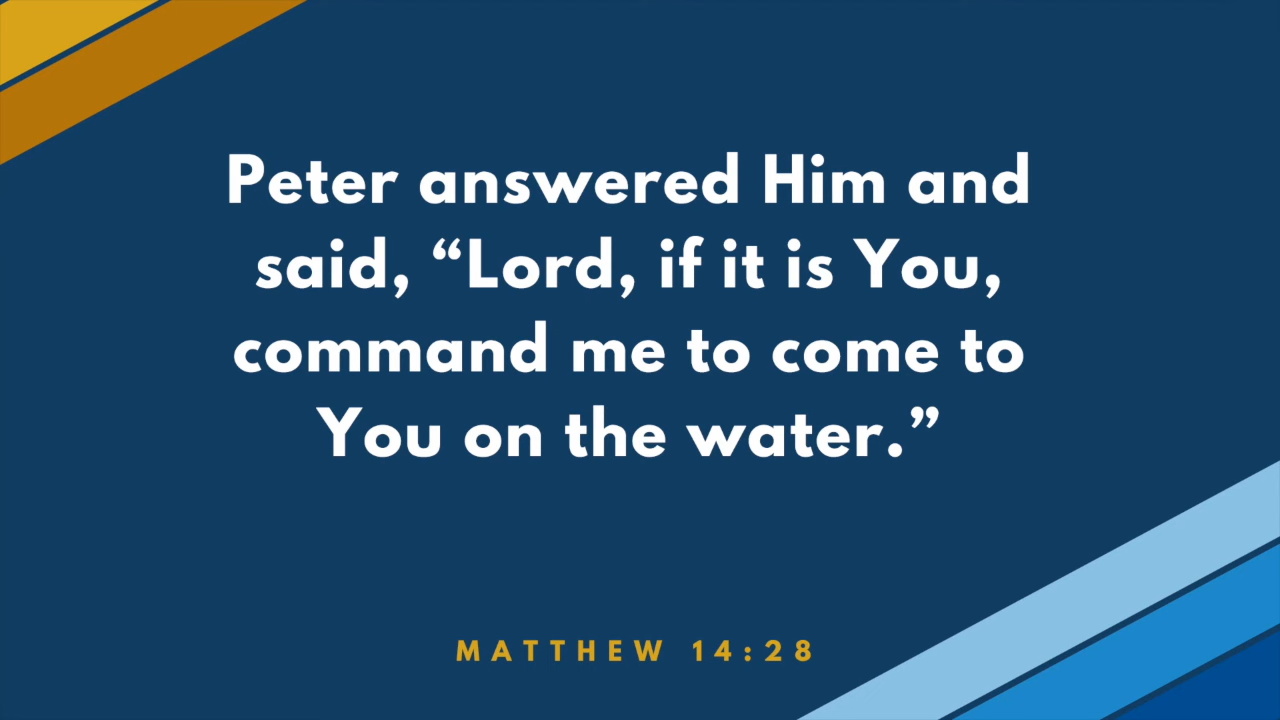 Peter answered Him and
said, “Lord, if it is You,
command me to come to
You on the water.”
MATTHEW 14:28